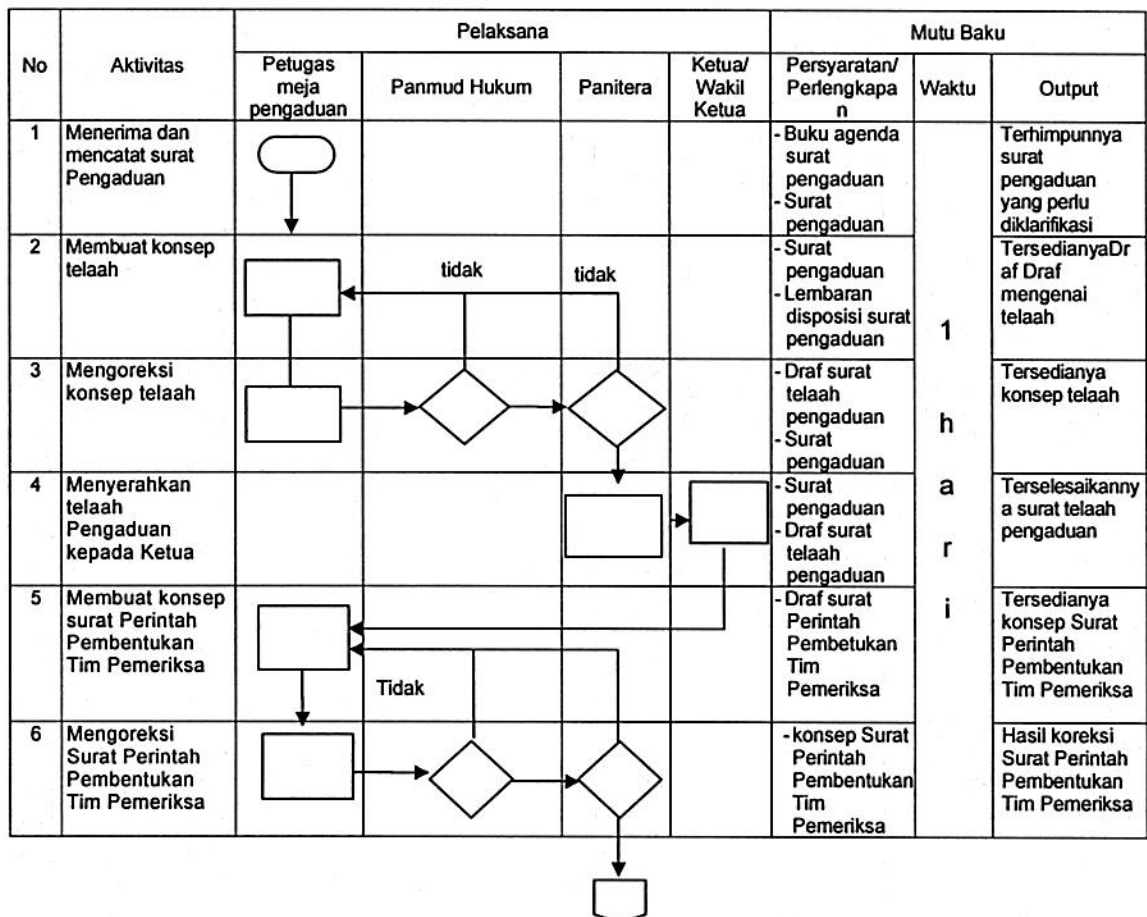 No
Aktivitas
Pelaksana
Mutu Baku
Petugas
meja
pengaduan
Panmud Hukum
Panitera
Ketua/
Wakil
Ketua
Persyaratan/
Perlengkapa
n
Waktu
Output
1
Menerima dan
mencatat surat
Pengaduan
- Buku agenda
surat
pengaduan
- Surat
pengaduan
1
h
a
r
i
Terhimpunnya
surat
pengaduan
yang perlu
diklarifikasi
2
Membuat konsep
telaah
tidak
tidak
- Surat
pengaduan
- Lembaran
disposisi surat
pengaduan
TersedianyaDr
af Draf
mengenai
telaah
3
Mengoreksi
konsep telaah
- Draf surat
telaah
pengaduan
- Surat
pengaduan
Tersedianya
konsep telaah
4
Menyerahkan
telaah
Pengaduan
kepada Ketua
- Surat
pengaduan
- Draf surat
telaah
pengaduan
Terselesaikanny
a surat telaah
pengaduan
5
Membuat konsep
surat Perintah
Pembentukan
Tim Pemeriksa
Tidak
- Draf surat
Perintah
Pembetukan
Tim
Pemeriksa
Tersedianya
konsep Surat
Perintah
Pembentukan
Tim Pemeriksa
6
Mengoreksi
Surat Perintah
Pembentukan
Tim Pemeriksa
- konsep Surat
Perintah
Pembentukan
Tim
Pemeriksa
Hasil koreksi
Surat Perintah
Pembentukan
Tim Pemeriksa